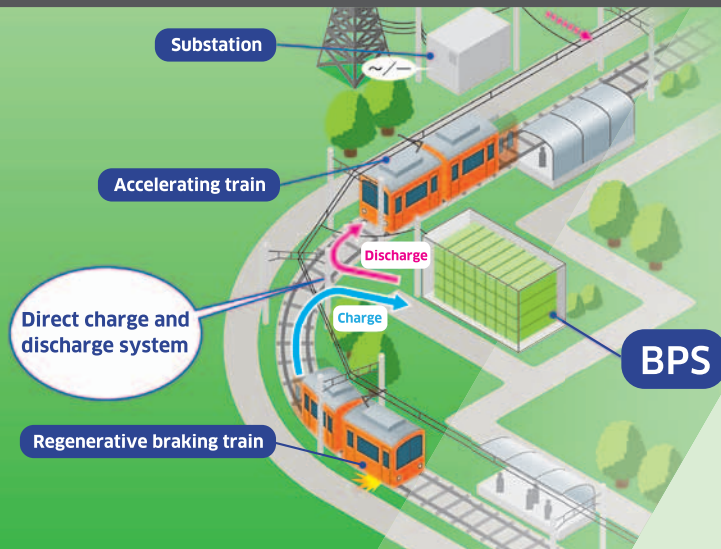 Substation
~/−
Accelerating train
Discharge
Charge
Direct charge and
discharge system
BPS
Regenerative braking train